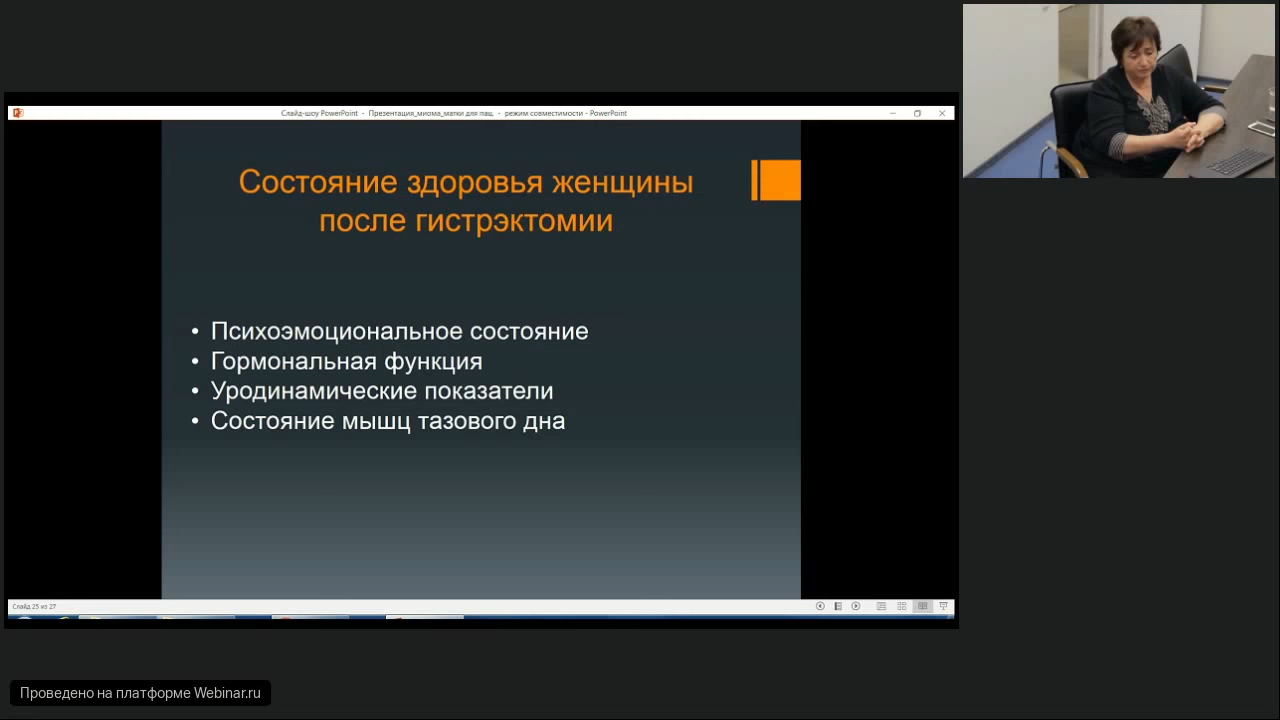 Слайд-шоу PowerPoint - Презентация_миома_матки для пац. - режим совместимости - PowerPoint
Состояние здоровья женщины
после гистрэктомии
• Психоэмоциональное состояние
• Гормональная функция
• Уродинамические показатели
• Состояние мышц тазового дна
Слайд 25 из 27
Проведено на платформе Webinar.ru